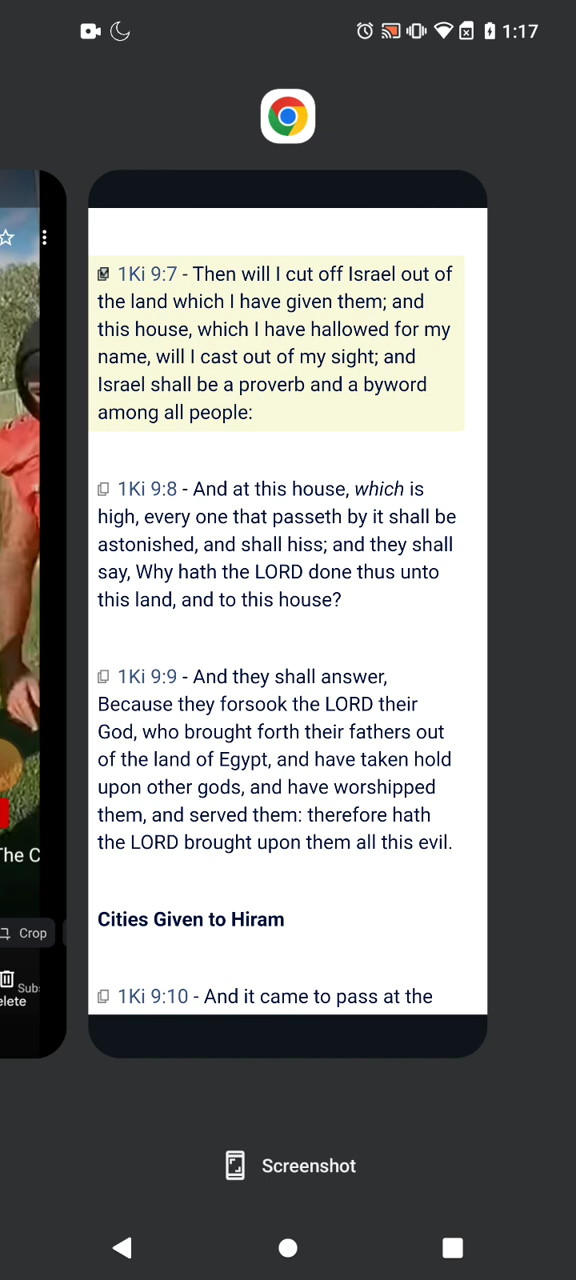 1:17
1Ki 9:7 - Then will I cut off Israel out of
the land which I have given them; and
this house, which I have hallowed for my
name, will I cast out of my sight; and
Israel shall be a proverb and a byword
among all people:
1Ki 9:8 - And at this house, which is
high, every one that passeth by it shall be
astonished, and shall hiss; and they shall
say, Why hath the LORD done thus unto
this land, and to this house?
1Ki 9:9 - And they shall answer,
Because they forsook the LORD their
God, who brought forth their fathers out
of the land of Egypt, and have taken hold
upon other gods, and have worshipped
them, and served them: therefore hath
the LORD brought upon them all this evil.
The C
Cities Given to Hiram
Crop
Sub
elete
1Ki 9:10 - And it came to pass at the
Screenshot